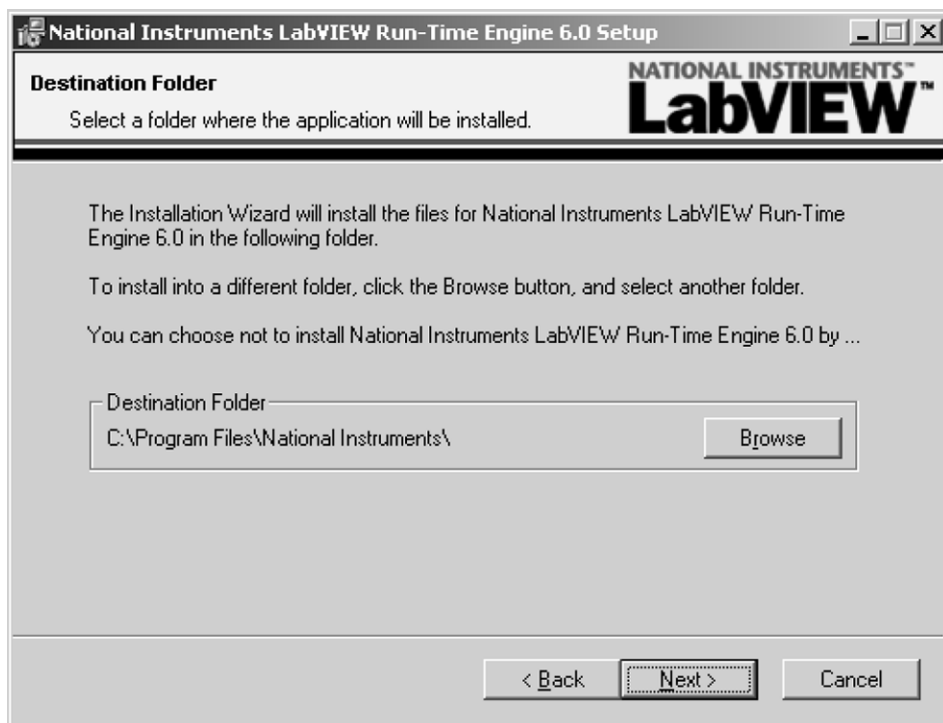 National Instruments LabVIEW Run-Time Engine 6.0 Setup
Destination Folder
Select a folder where the application will be installed.
NATIONAL INSTRUMENTS™
LabVIEW™
The Installation Wizard will install the files for National Instruments LabVIEW Run-Time
Engine 6.0 in the following folder.
To install into a different folder, click the Browse button, and select another folder.
You can choose not to install National Instruments LabVIEW Run-Time Engine 6.0 by ...
Destination Folder
C:\Program Files\National Instruments\
Browse
< Back
Next >
Cancel